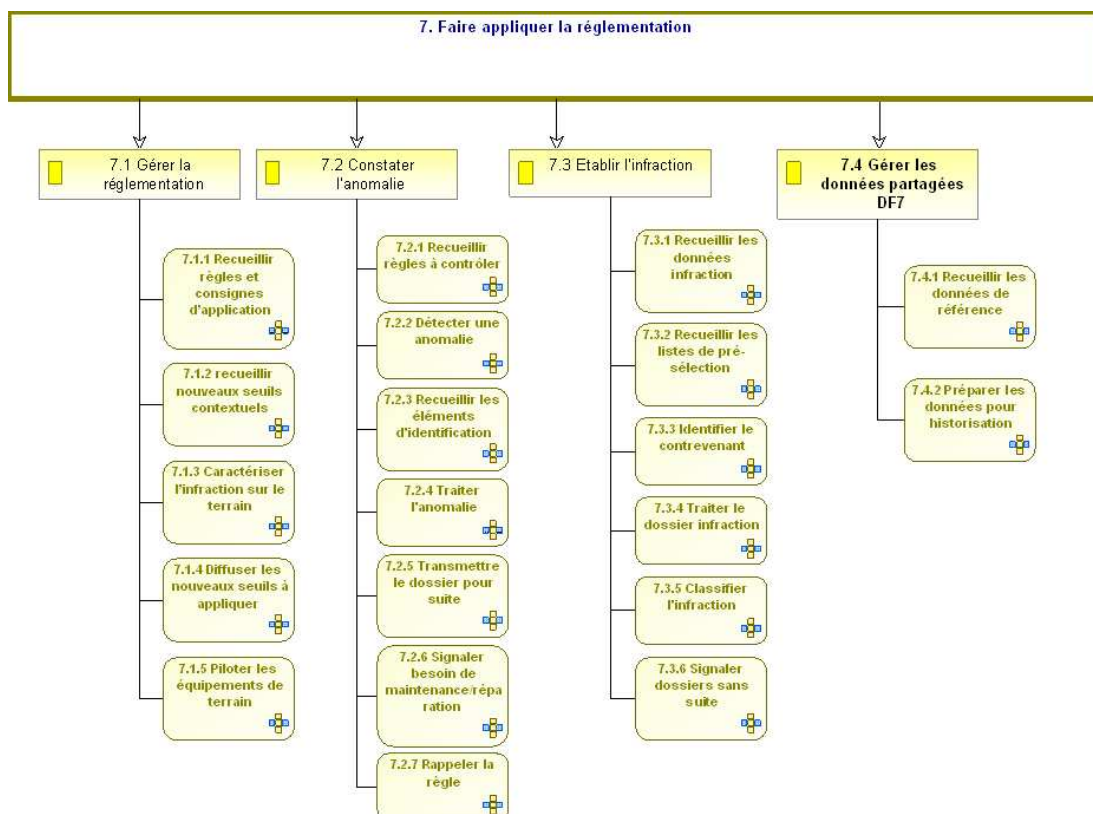 7. Faire appliquer la réglementation
7.1 Gérer la
réglementation
7.1.1 Recueillir
règles et
consignes
d'application
7.1.2 recueillir
nouveaux seuils
contextuels
7.1.3 Caractériser
l'infraction sur le
terrain
7.1.4 Diffuser les
nouveaux seuils à
appliquer
7.1.5 Piloter les
équipements de
terrain
7.2 Constater
l'anomalie
7.2.1 Recueillir
règles à contrôler
7.2.2 Détecter une
anomalie
7.2.3 Recueillir les
éléments
d'identification
7.2.4 Traiter
l'anomalie
7.2.5 Transmettre
le dossier pour
suite
7.2.6 Signaler
besoin de
maintenance/répa
ration
7.2.7 Rappeler la
règle
7.3 Etablir l'infraction
7.3.1 Recueillir les
données
infraction
7.3.2 Recueillir les
listes de pré-
sélection
7.3.3 Identifier le
contrevenant
7.3.4 Traiter le
dossier infraction
7.3.5 Classifier
l'infraction
7.3.6 Signaler
dossiers sans
suite
7.4 Gérer les
données partagées
DF7
7.4.1 Recueillir les
données de
référence
7.4.2 Préparer les
données pour
historisation